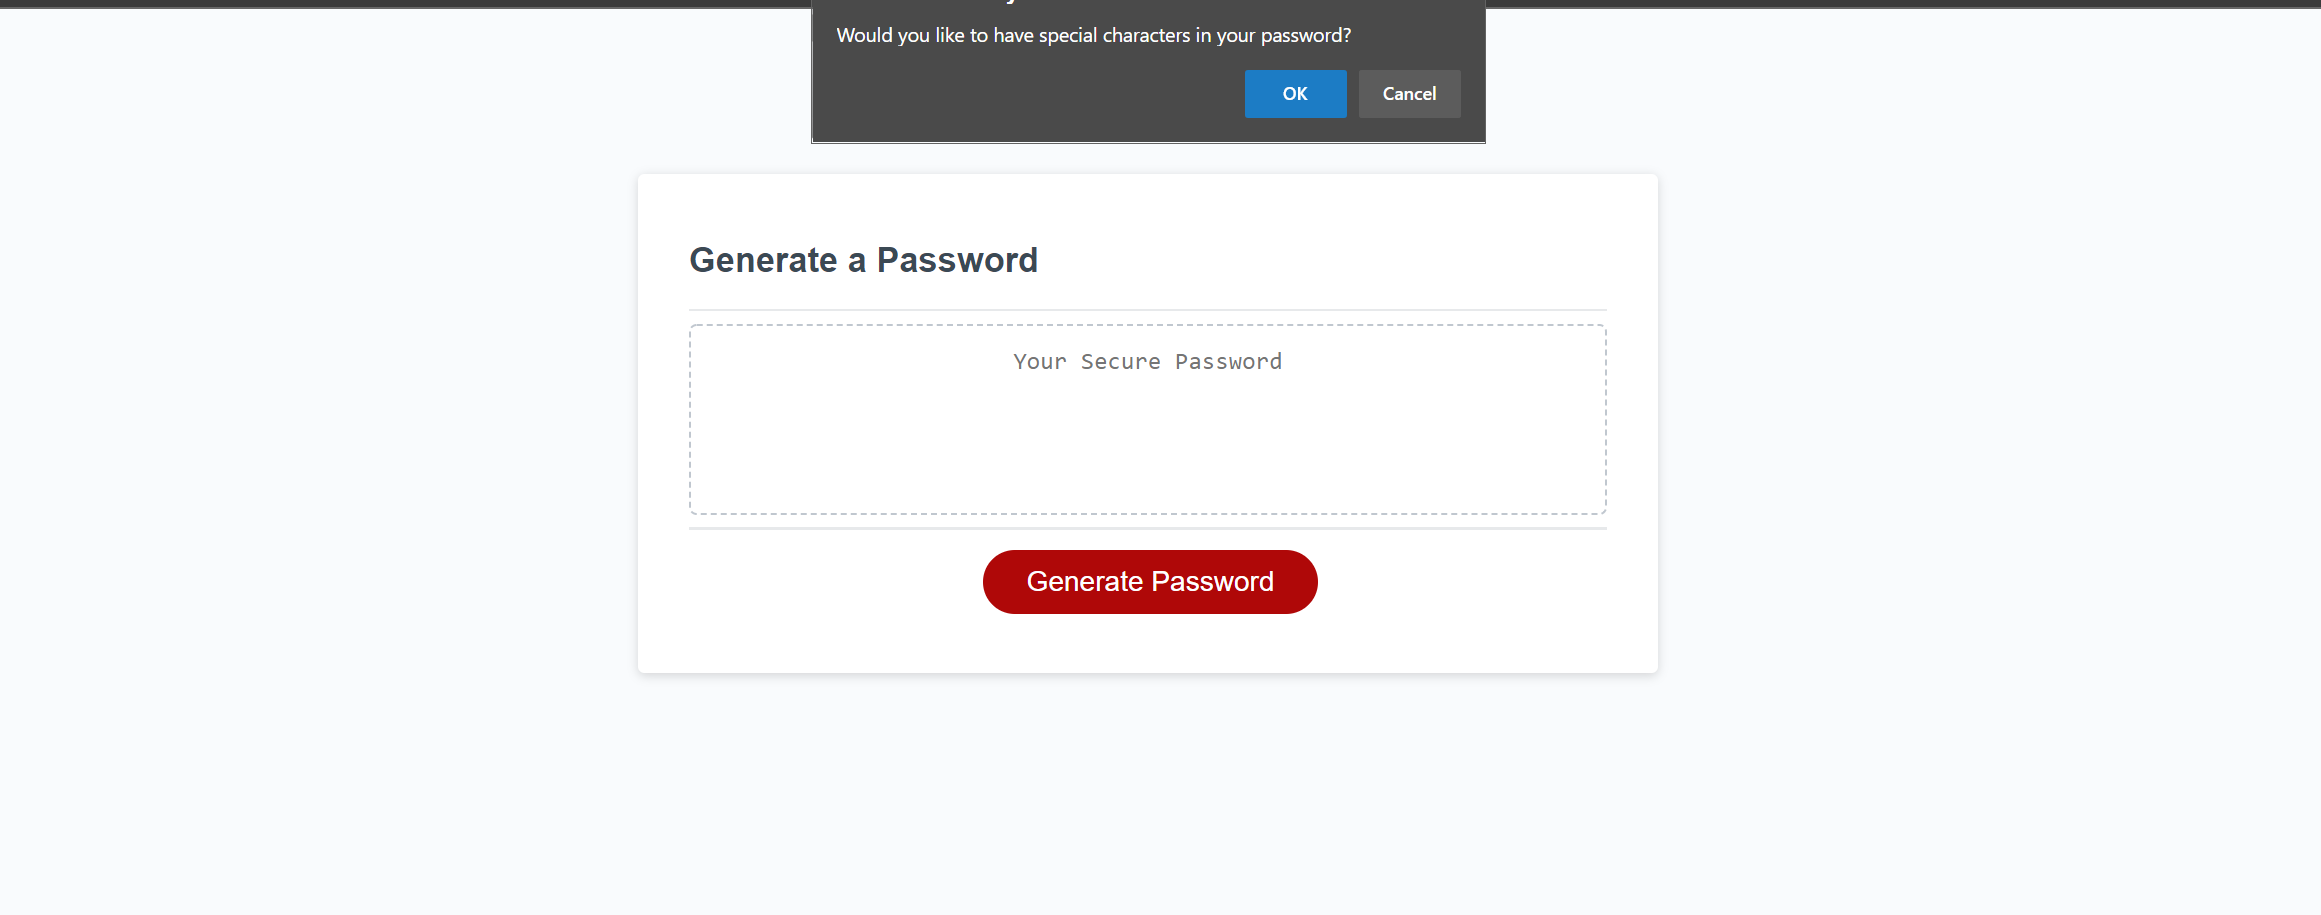 Would you like to have special characters in your password?
OK
Cancel
Generate a Password
Your Secure Password
Generate Password